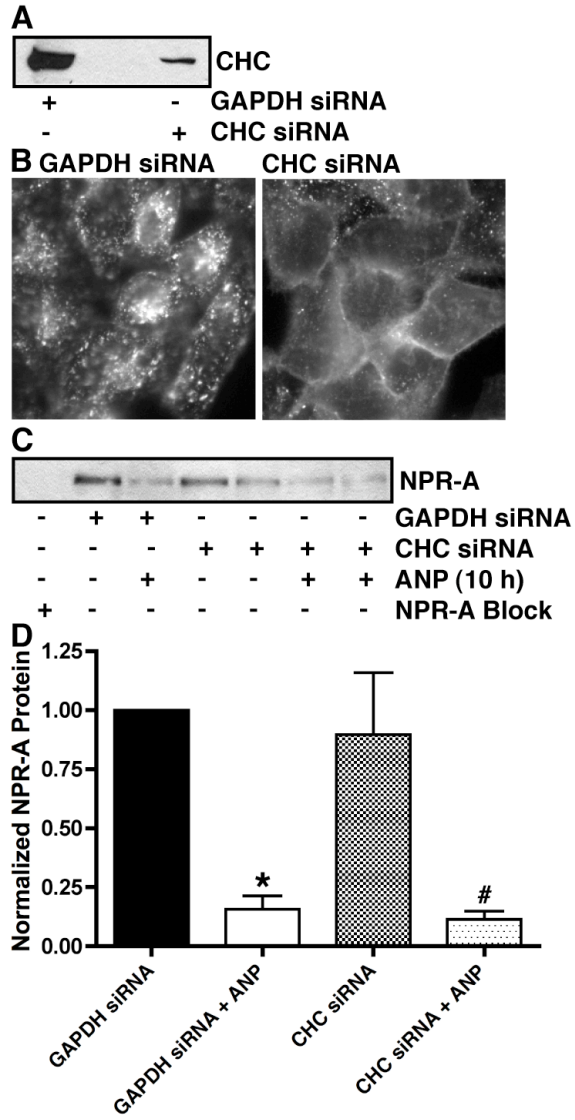 A
CHC
+ - GAPDH siRNA
- + CHC siRNA
B GAPDH siRNA CHC siRNA
C
NPR-A
- + + - - - - GAPDH siRNA
- - - + + + + CHC siRNA
- - + - - + + ANP (10 h)
+ - - - - - - NPR-A Block
D
Normalized NPR-A Protein
1.25
1.00
0.75
0.50
0.25
0.00
*
#
GAPDH siRNA
GAPDH siRNA + ANP
CHC siRNA
CHC siRNA + ANP